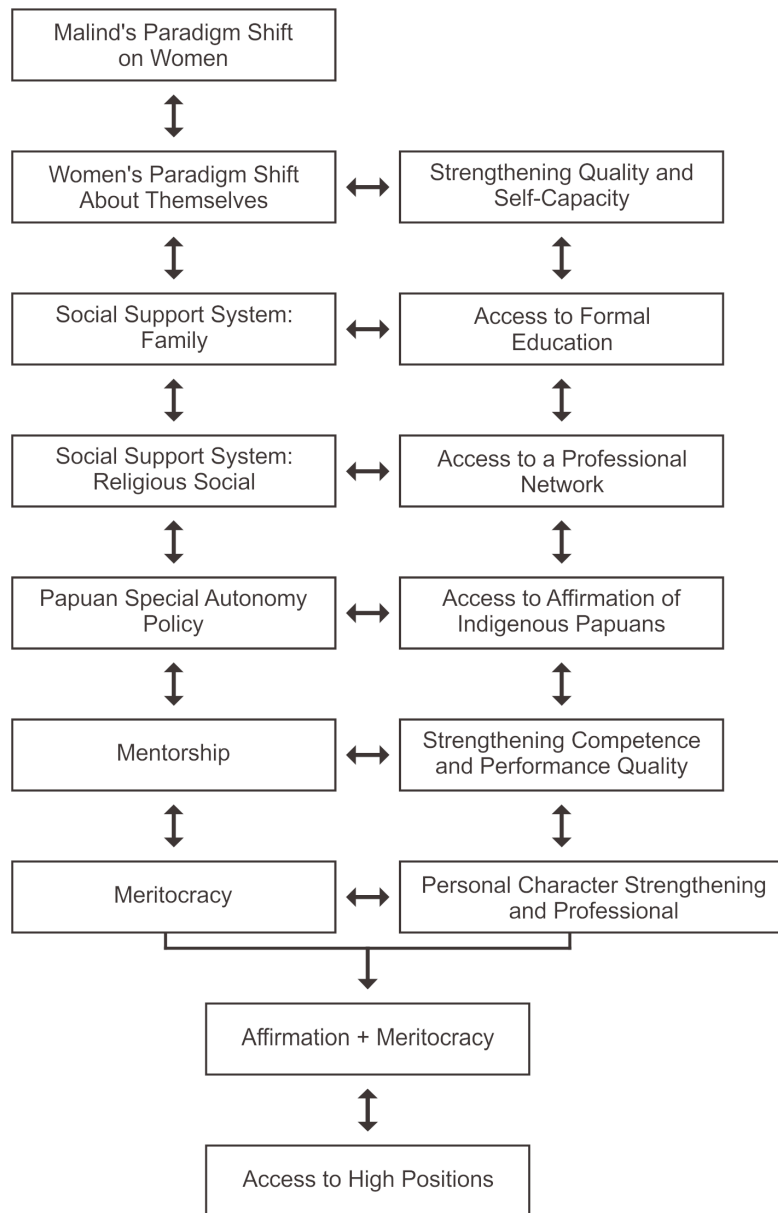 Malind's Paradigm Shift
on Women
Women's Paradigm Shift
About Themselves
Strengthening Quality and
Self-Capacity
Social Support System:
Family
Access to Formal
Education
Social Support System:
Religious Social
Access to a Professional
Network
Papuan Special Autonomy
Policy
Access to Affirmation of
Indigenous Papuans
Mentorship
Strengthening Competence
and Performance Quality
Meritocracy
Personal Character Strengthening
and Professional
Affirmation + Meritocracy
Access to High Positions